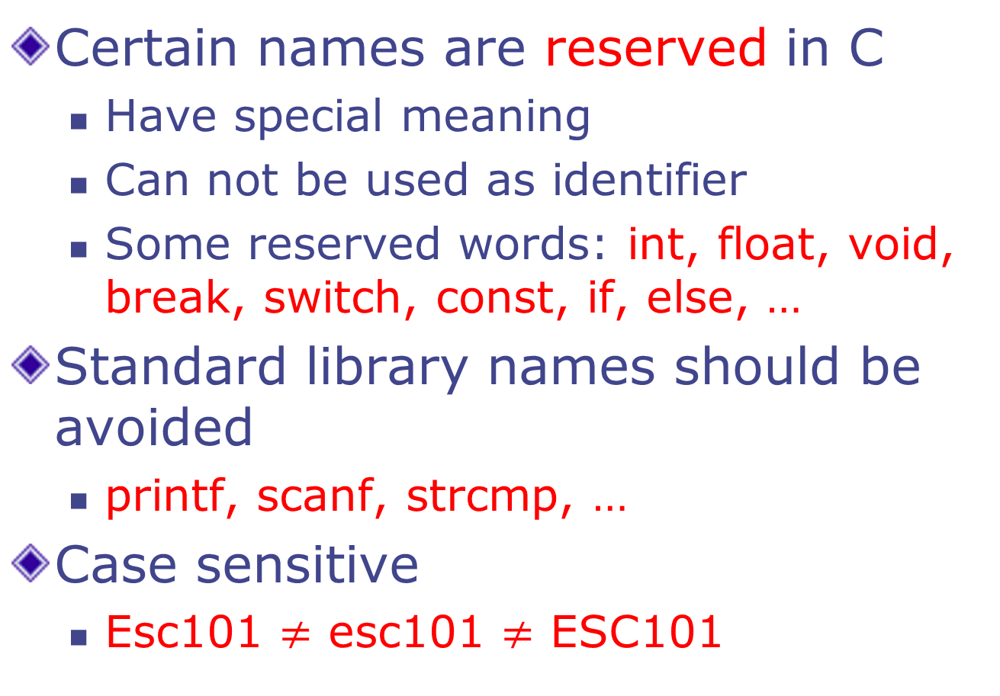 Certain names are reserved in C
Have special meaning
Can not be used as identifier
Some reserved words: int, float, void,
break, switch, const, if, else, …
Standard library names should be
avoided
printf, scanf, strcmp, …
Case sensitive
Esc101 ≠ esc101 ≠ ESC101